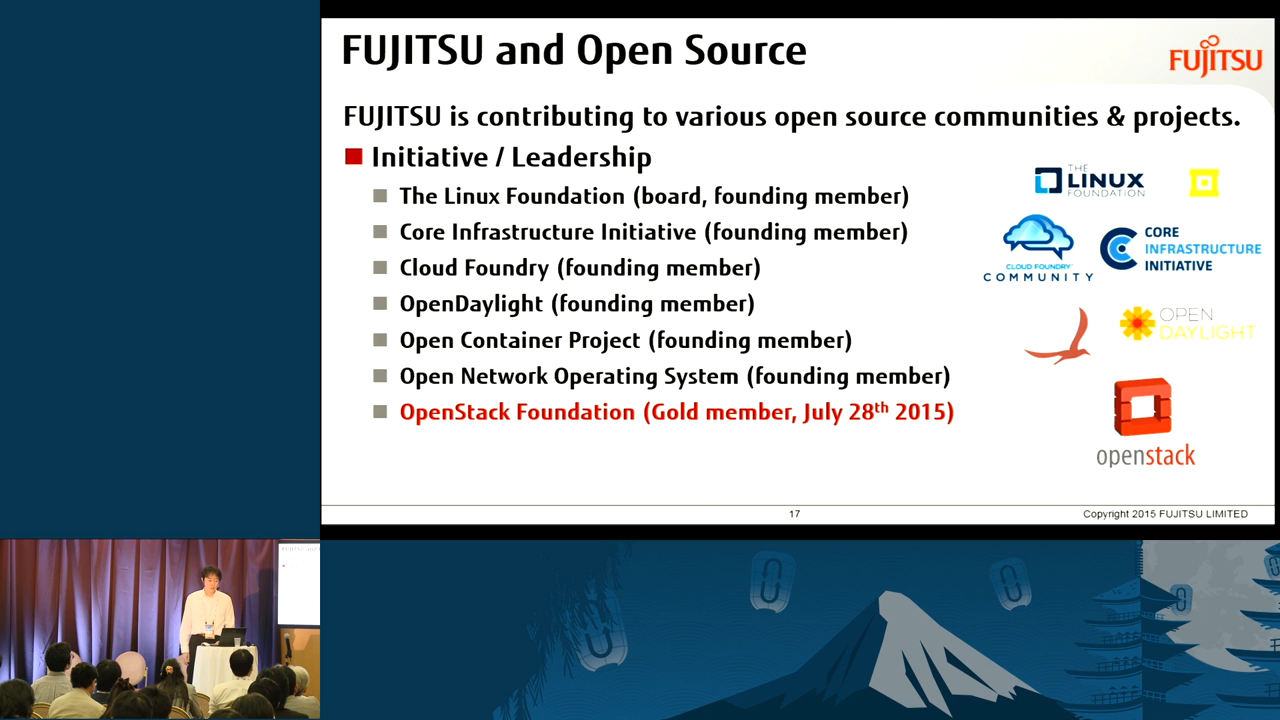 FUJITSU and Open Source
FUJITSU
FUJITSU is contributing to various open source communities & projects.
Initiative / Leadership
The Linux Foundation (board, founding member)
Core Infrastructure Initiative (founding member)
Cloud Foundry (founding member)
OpenDaylight (founding member)
Open Container Project (founding member)
Open Network Operating System (founding member)
OpenStack Foundation (Gold member, July 28th 2015)
THE
LINUX
FOUNDATION
CLOUD FOUNDRY
COMMUNITY
CORE
INFRASTRUCTURE
INITIATIVE
OPEN
DAYLIGHT
openstack
17
Copyright 2015 FUJITSU LIMITED